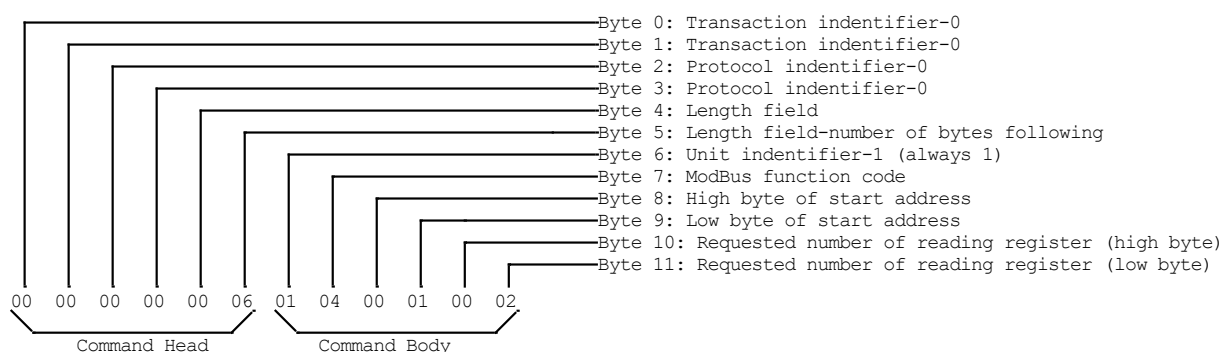 Byte 0: Transaction indentifier-0
Byte 1: Transaction indentifier-0
Byte 2: Protocol indentifier-0
Byte 3: Protocol indentifier-0
Byte 4: Length field
Byte 5: Length field-number of bytes following
Byte 6: Unit indentifier-1 (always 1)
Byte 7: ModBus function code
Byte 8: High byte of start address
Byte 9: Low byte of start address
Byte 10: Requested number of reading register (high byte)
Byte 11: Requested number of reading register (low byte)
00 00 00 00 00 06 01 04 00 01 00 02
Command Head Command Body